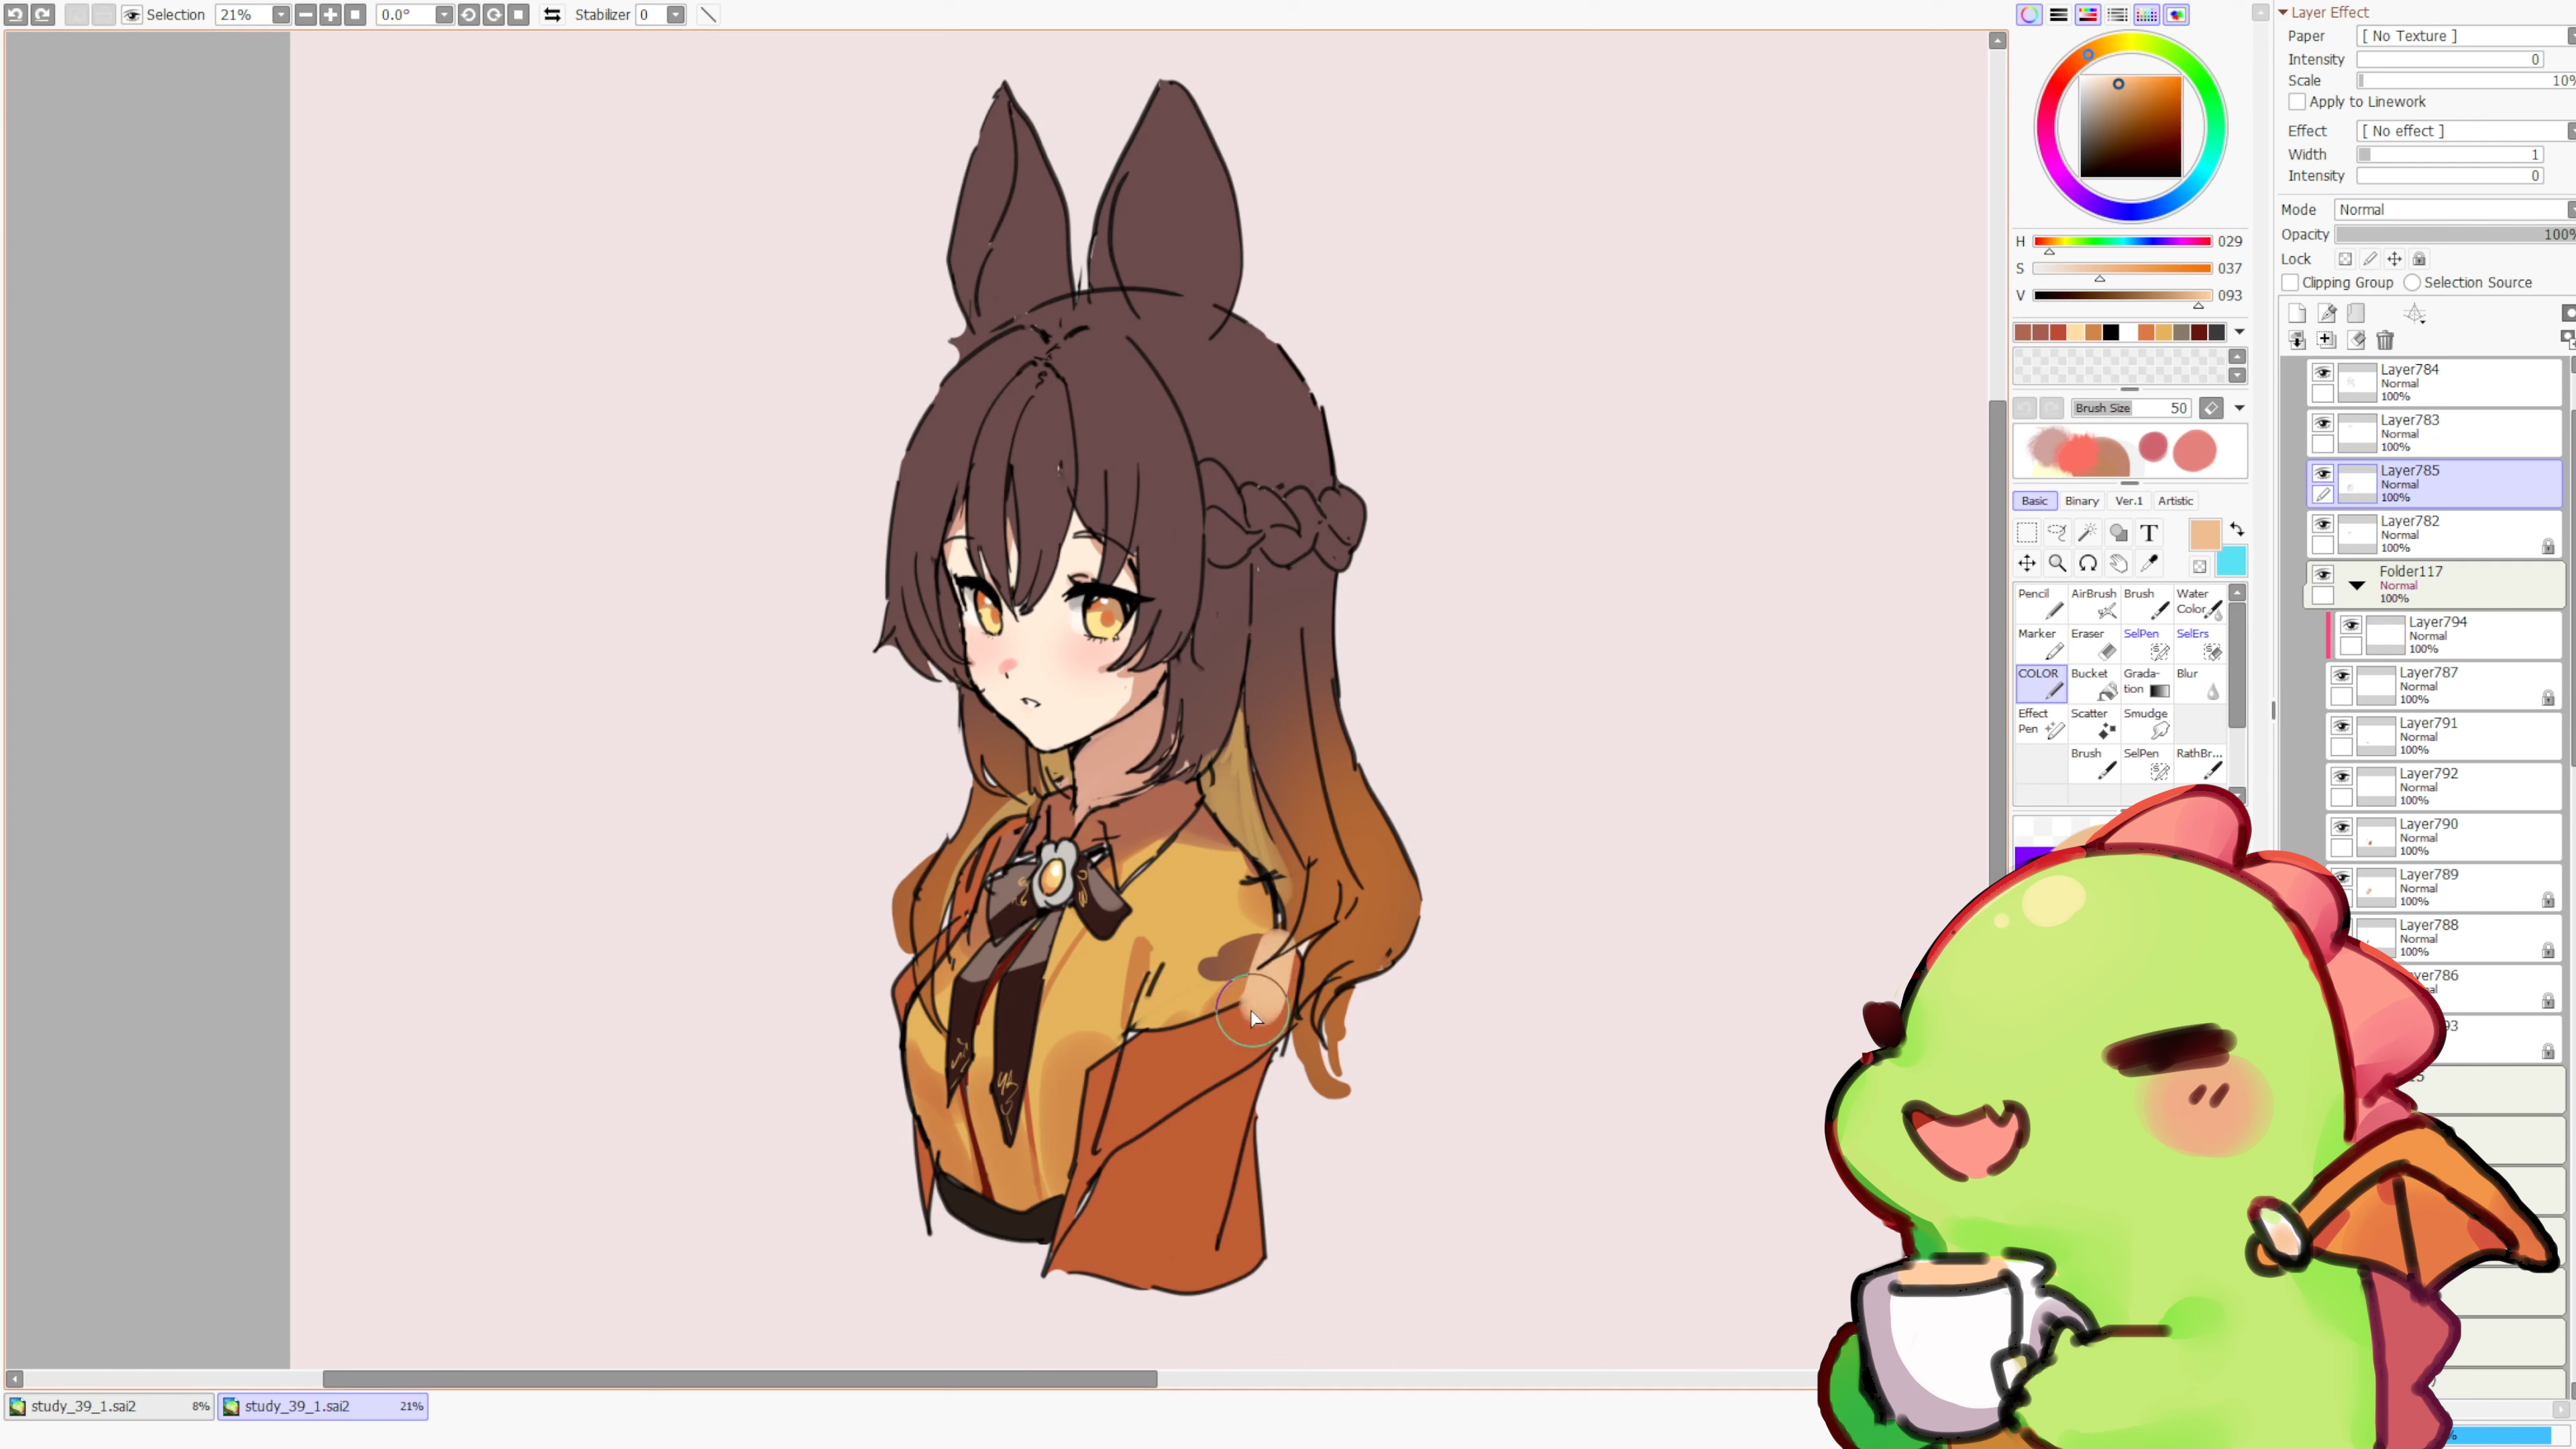 Selection 21% 0.0° Stabilizer 0
Layer Effect
Paper [ No Texture ]
Intensity 0
Scale 10%
Apply to Linework
Effect [ No effect ]
Width 1
Intensity 0
Mode Normal
Opacity 100%
Lock
Clipping Group Selection Source
H 029
S 037
V 093
Brush Size 50
Basic Binary Ver.1 Artistic
T
Pencil AirBrush Brush Water Color
Marker Eraser SelPen SelErs
COLOR Bucket Grada-tion Blur
Effect Pen Scatter Smudge
Brush SelPen RathBr...
Layer784
Normal
100%
Layer783
Normal
100%
Layer785
Normal
100%
Layer782
Normal
100%
Folder117
Normal
100%
Layer794
Normal
100%
Layer787
Normal
100%
Layer791
Normal
100%
Layer792
Normal
100%
Layer790
Normal
100%
Layer789
Normal
100%
Layer788
Normal
100%
yer786
study_39_1.sai2 8%
study_39_1.sai2 21%